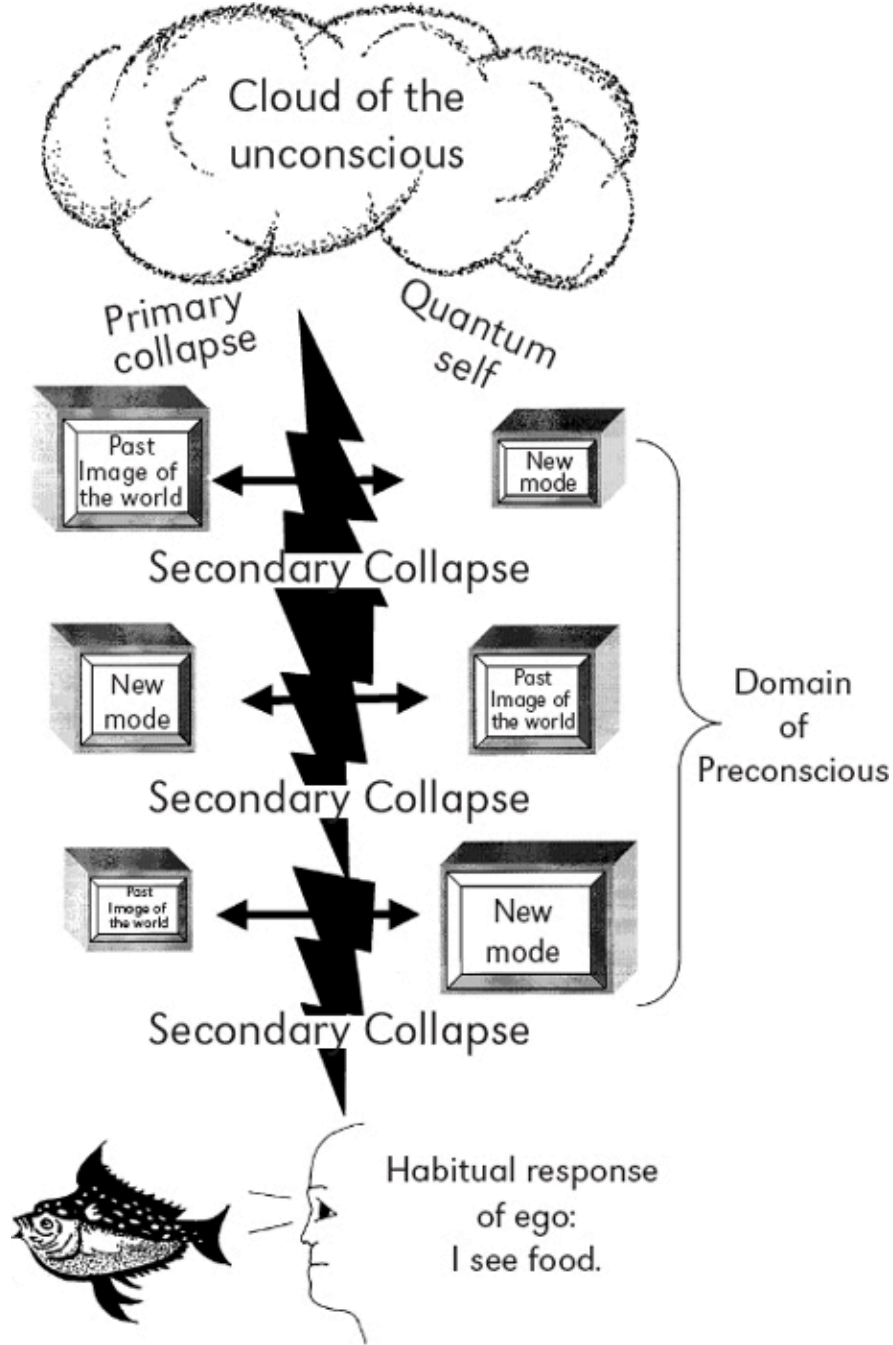 Cloud of the
unconscious
Primary
collapse
Quantum
self
Past
Image of
the world
New
mode
Secondary Collapse
New
mode
Past
Image of
the world
Secondary Collapse
Domain
of
Preconscious
Past
Image of
the world
New
mode
Secondary Collapse
Habitual response
of ego:
I see food.